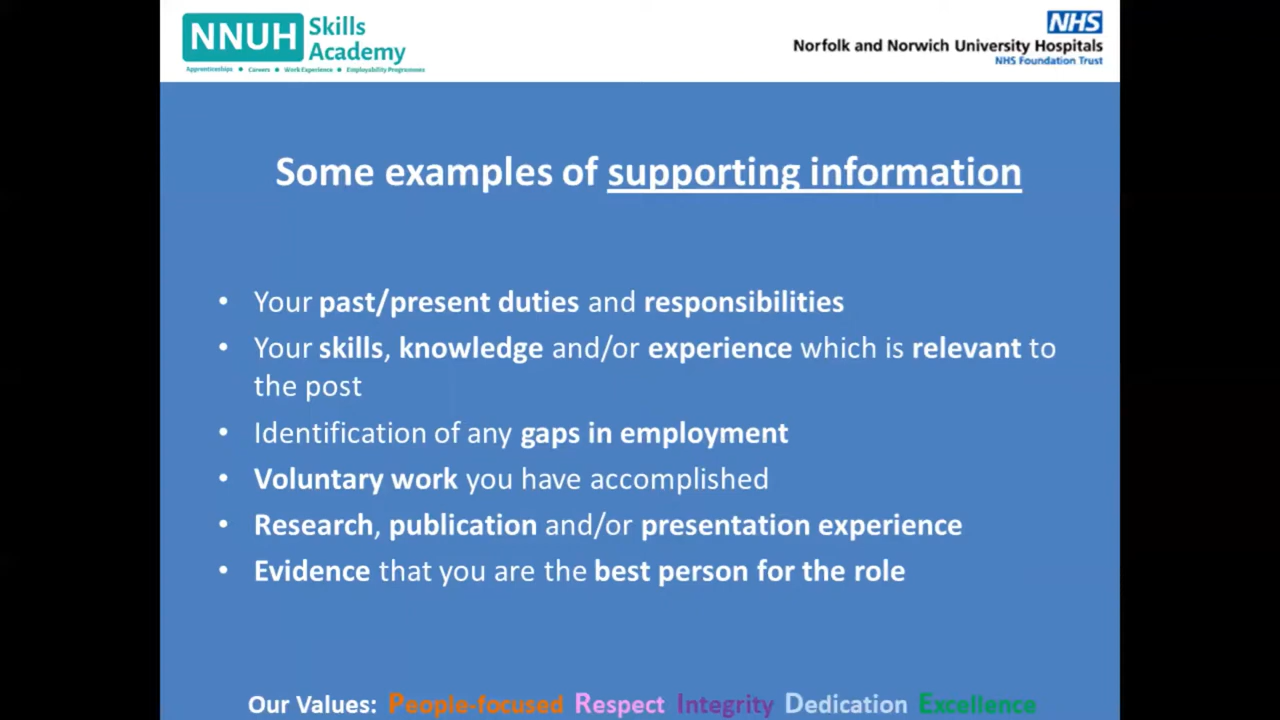 NNUH Skills Academy
Apprenticeships • Careers • Work Experience • Employability Programmes
NHS
Norfolk and Norwich University Hospitals
NHS Foundation Trust
Some examples of supporting information
• Your past/present duties and responsibilities
• Your skills, knowledge and/or experience which is relevant to
the post
• Identification of any gaps in employment
• Voluntary work you have accomplished
• Research, publication and/or presentation experience
• Evidence that you are the best person for the role
Our Values: People-focused Respect Integrity Dedication Excellence